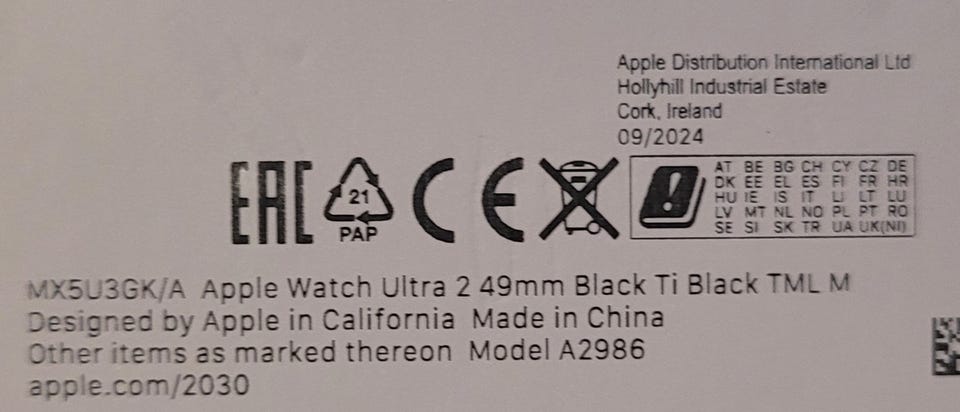 Apple Distribution International Ltd
Hollyhill Industrial Estate
Cork, Ireland
09/2024
EAC
21
PAP
CE
AT BE BG CH CY CZ DE
DK EE EL ES FI FR HR
HU IE IS IT LI LT LU
LV MT NL NO PL PT RO
SE SI SK TR UA UK(NI)
MX5U3GK/A Apple Watch Ultra 2 49mm Black Ti Black TML M
Designed by Apple in California Made in China
Other items as marked thereon Model A2986
apple.com/2030